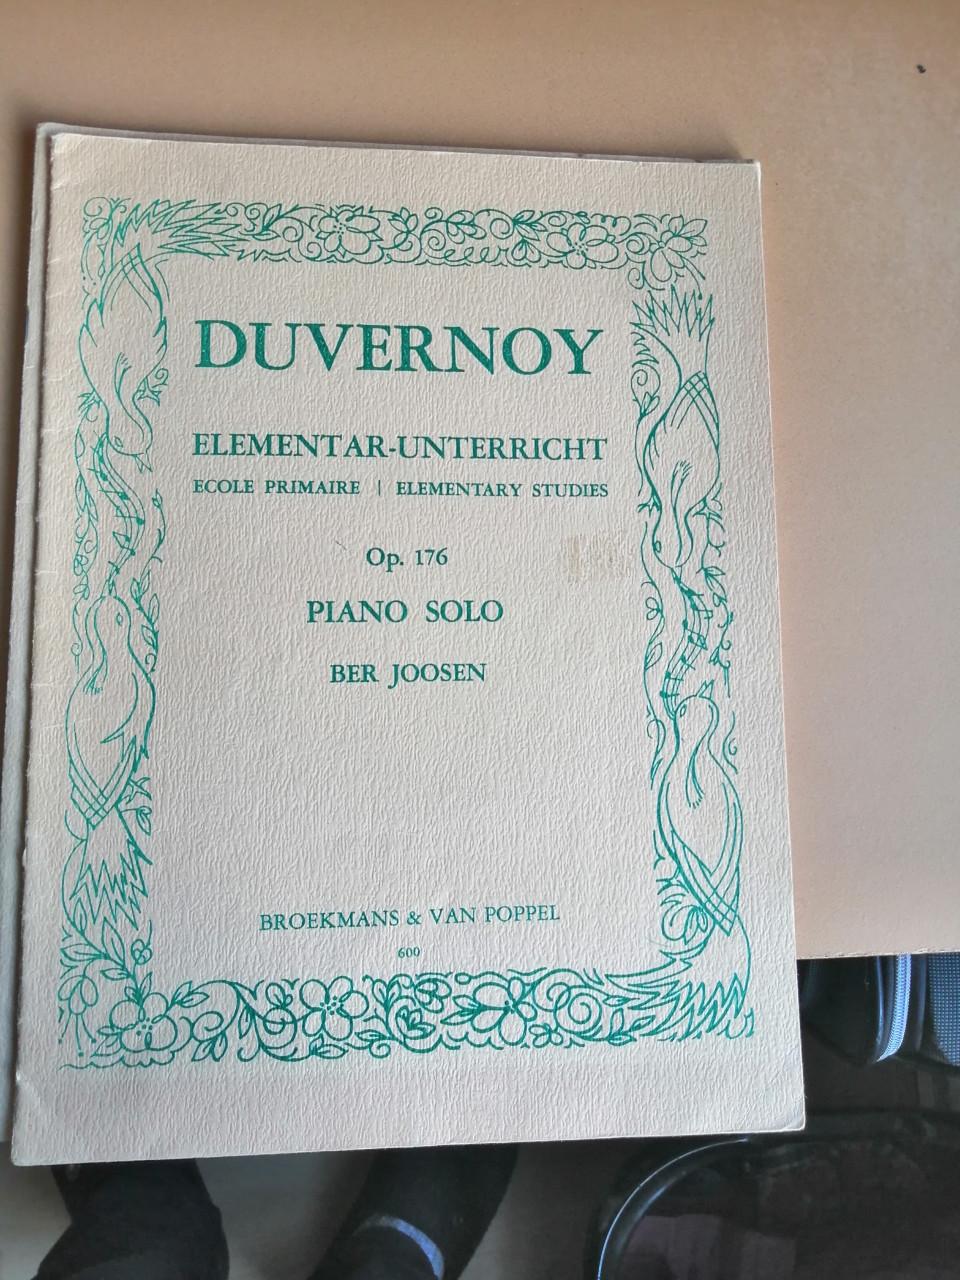 DUVERNOY
ELEMENTAR-UNTERRICHT
ECOLE PRIMAIRE | ELEMENTARY STUDIES
Op. 176
PIANO SOLO
BER JOOSEN
BROEKMANS & VAN POPPEL
600